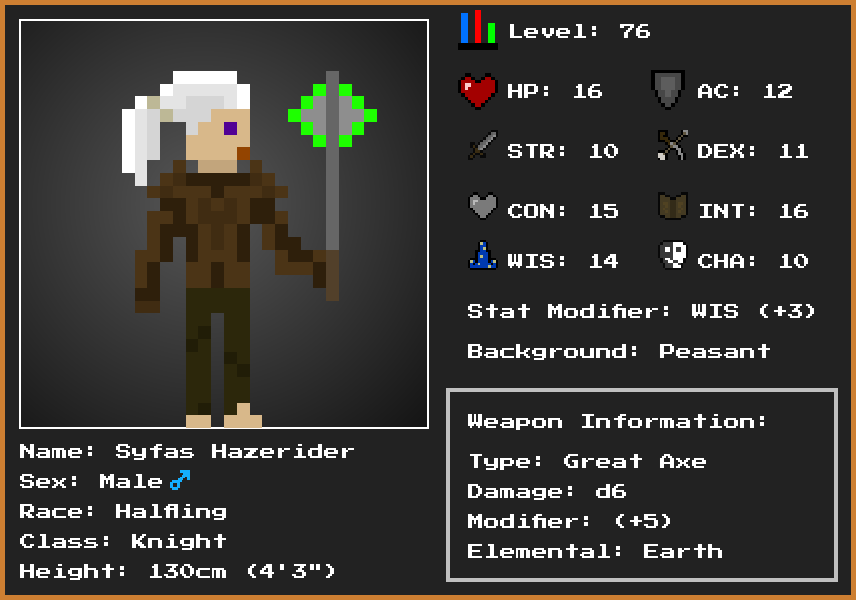 Level: 76
HP: 16 AC: 12
STR: 10 DEX: 11
CON: 15 INT: 16
WIS: 14 CHA: 10
Stat Modifier: WIS (+3)
Background: Peasant
Weapon Information:
Type: Great Axe
Damage: d6
Modifier: (+5)
Elemental: Earth
Name: Syfas Hazerider
Sex: Male ♂
Race: Halfling
Class: Knight
Height: 130cm (4'3")